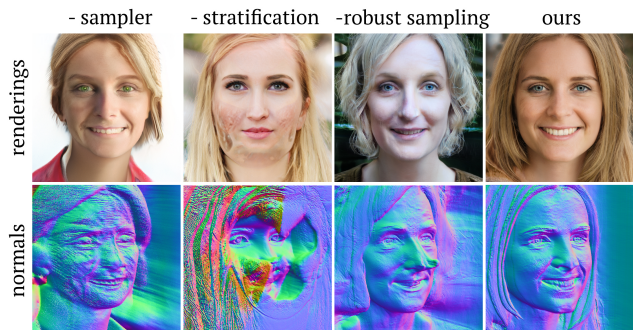 - sampler - stratification -robust sampling ours
renderings
normals